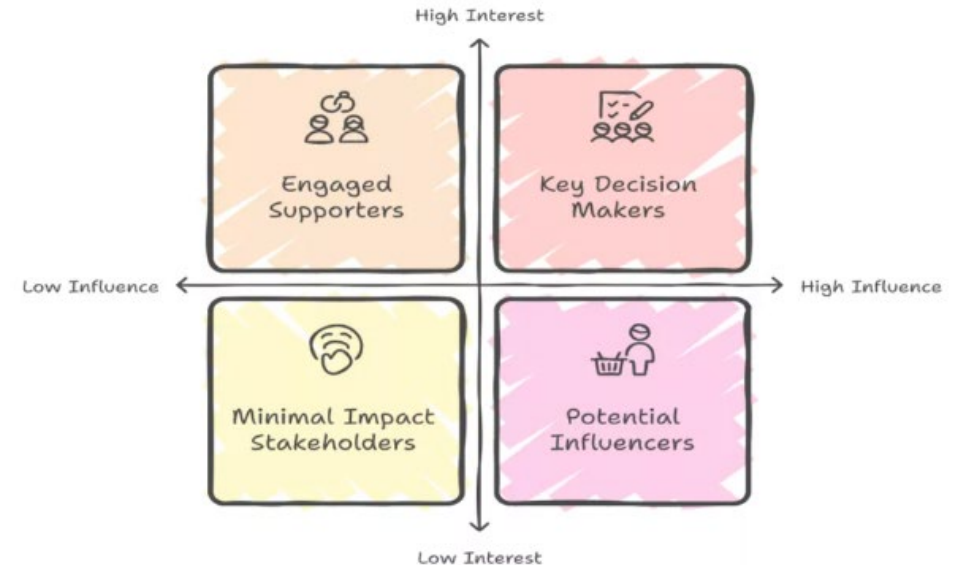 High Interest
Engaged
Supporters
Key Decision
Makers
Low Influence
High Influence
Minimal Impact
Stakeholders
Potential
Influencers
Low Interest